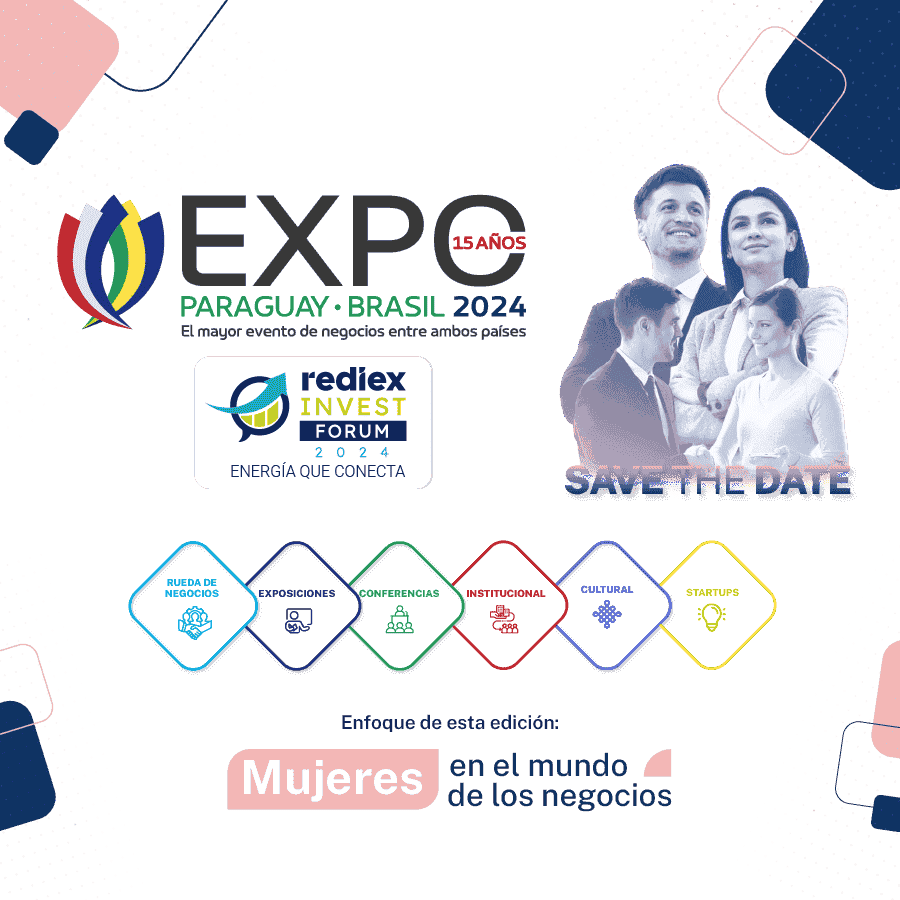 EXPO
15 AÑOS
PARAGUAY • BRASIL 2024
El mayor evento de negocios entre ambos países
rediex
INVEST
FORUM
2024
ENERGÍA QUE CONECTA
SAVE THE DATE
RUEDA DE
NEGOCIOS
EXPOSICIONES
CONFERENCIAS
INSTITUCIONAL
CULTURAL
STARTUPS
Enfoque de esta edición:
Mujeres en el mundo
de los negocios